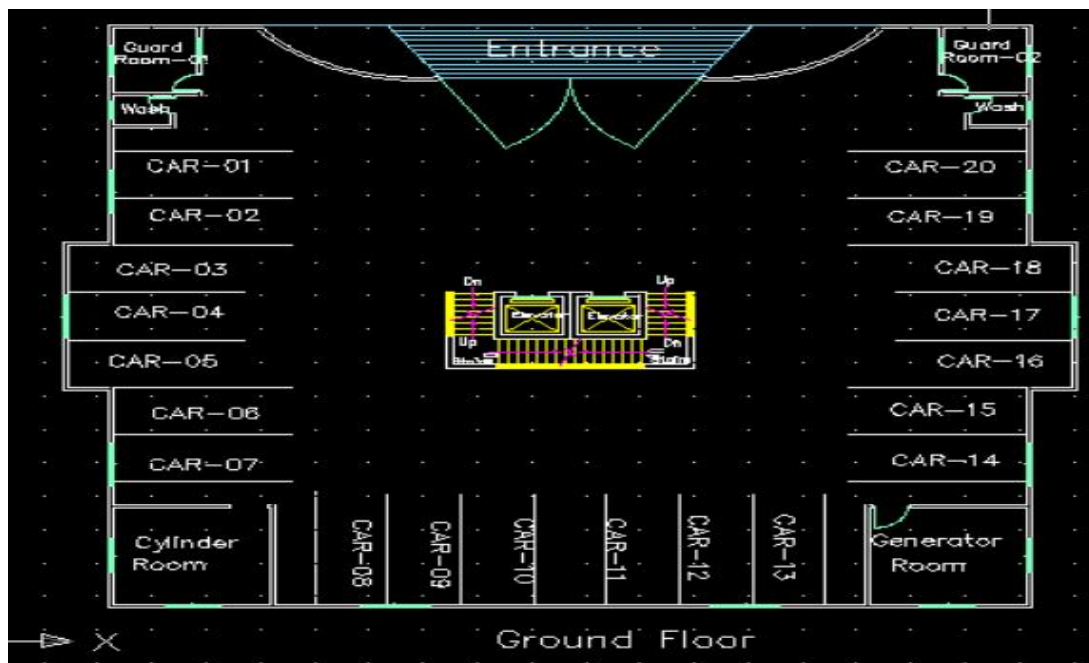 Entrance
Guard
Room-01
Guard
Room-02
Wash
Wash
CAR-01
CAR-20
CAR-02
CAR-19
CAR-03
CAR-18
Dn
Up
CAR-04
Elevator
Elevator
CAR-17
Up
Dn
CAR-05
CAR-16
CAR-06
CAR-15
CAR-07
CAR-14
Cylinder
Room
CAR-08
CAR-09
CAR-10
CAR-11
CAR-12
CAR-13
Generator
Room
X
Ground Floor